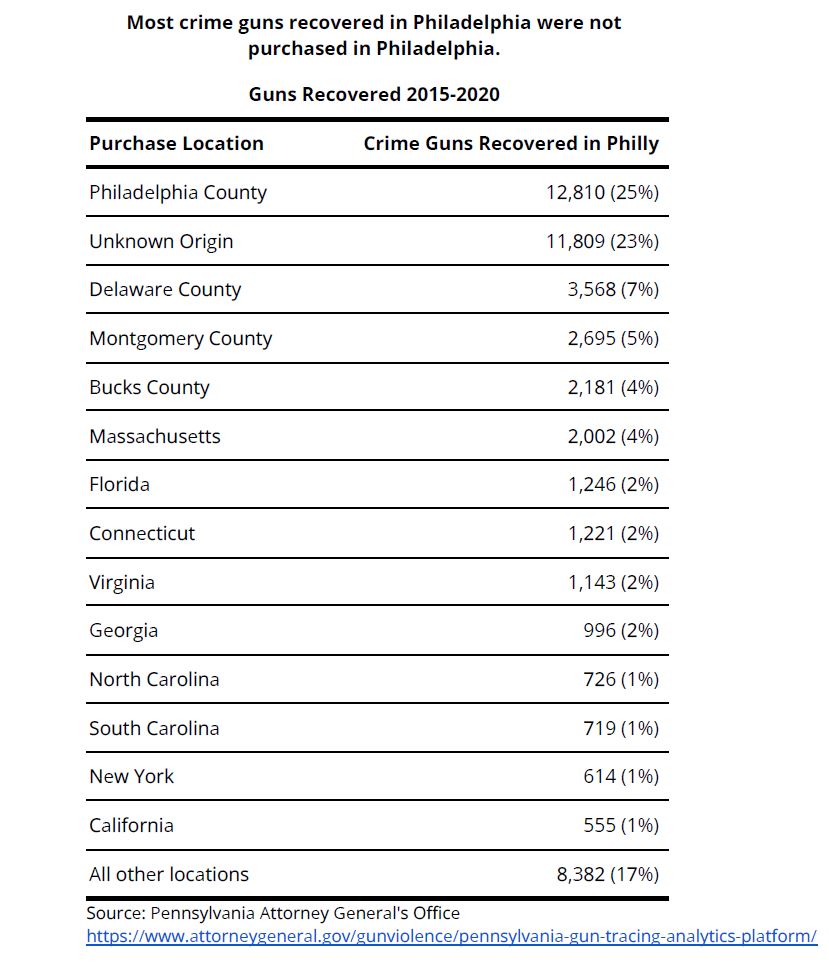 Most crime guns recovered in Philadelphia were not
purchased in Philadelphia.
Guns Recovered 2015-2020
Purchase Location Crime Guns Recovered in Philly
Philadelphia County 12,810 (25%)
Unknown Origin 11,809 (23%)
Delaware County 3,568 (7%)
Montgomery County 2,695 (5%)
Bucks County 2,181 (4%)
Massachusetts 2,002 (4%)
Florida 1,246 (2%)
Connecticut 1,221 (2%)
Virginia 1,143 (2%)
Georgia 996 (2%)
North Carolina 726 (1%)
South Carolina 719 (1%)
New York 614 (1%)
California 555 (1%)
All other locations 8,382 (17%)
Source: Pennsylvania Attorney General's Office
https://www.attorneygeneral.gov/gunviolence/pennsylvania-gun-tracing-analytics-platform/